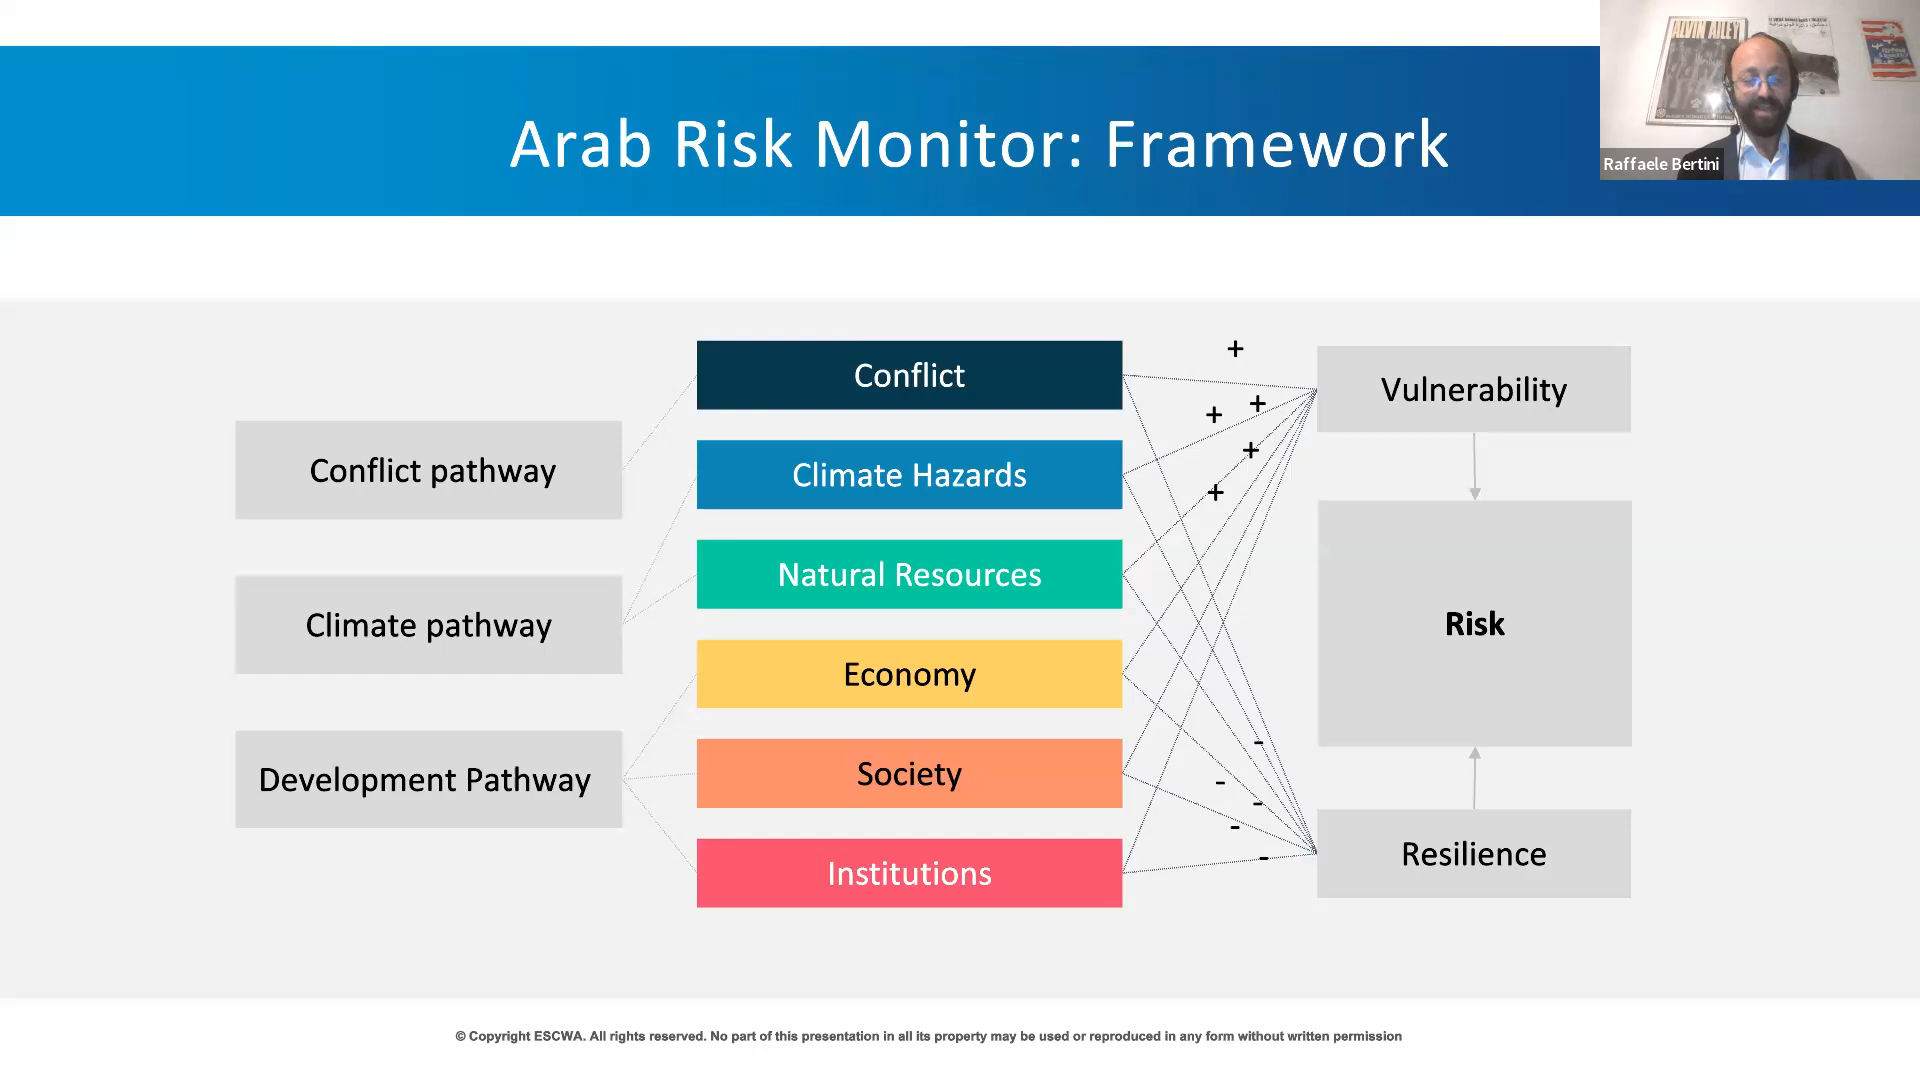 Arab Risk Monitor: Framework
ALVIN AILEY
Raffaele Bertini
Conflict pathway
Climate pathway
Development Pathway
Conflict
Climate Hazards
Natural Resources
Economy
Society
Institutions
+
+ +
+
+
-
-
-
-
-
Vulnerability
Risk
Resilience
© Copyright ESCWA. All rights reserved. No part of this presentation in all its property may be used or reproduced in any form without written permission